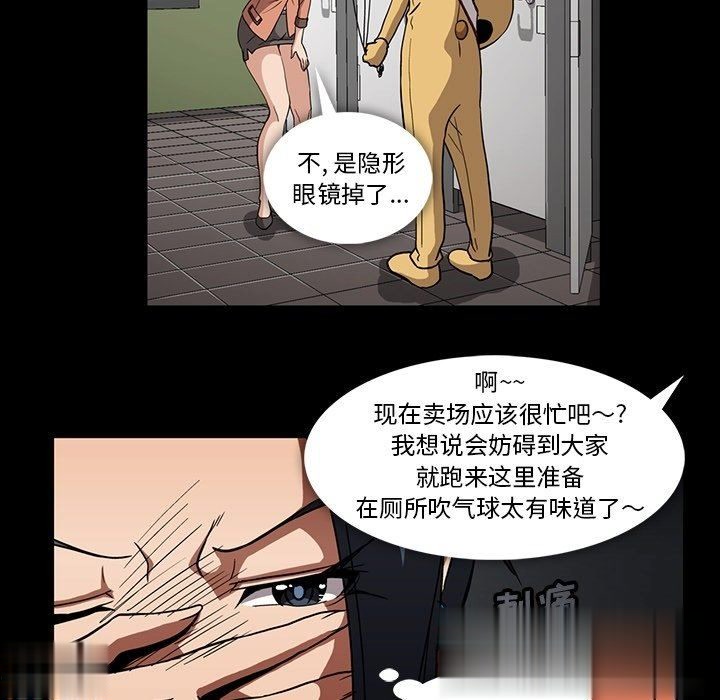 不,是隐形
眼镜掉了...
啊~~
现在卖场应该很忙吧～?
我想说会妨碍到大家
就跑来这里准备
在厕所吹气球太有味道了～
刺痛